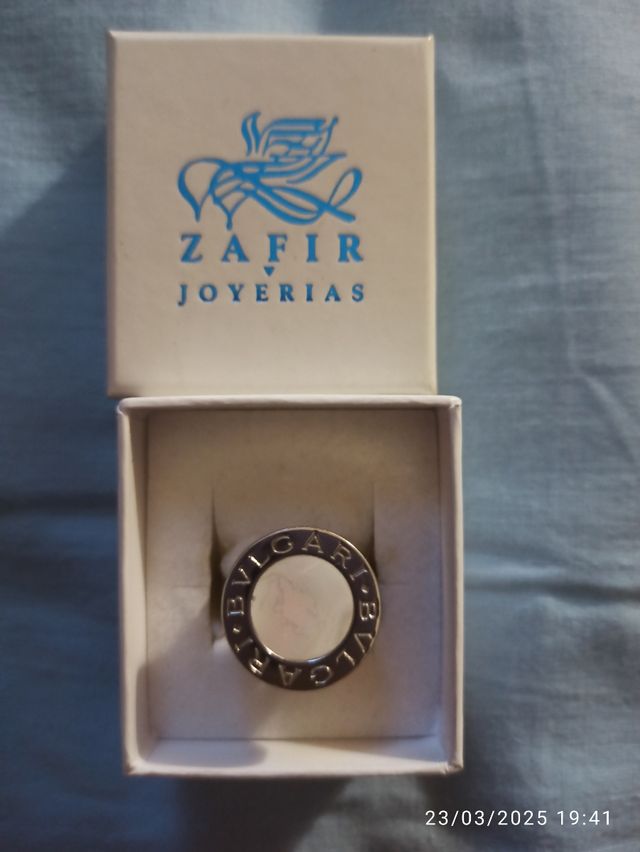 ZAFIR
JOYERIAS
BVLGARI • BVLGARI •
23/03/2025 19:41